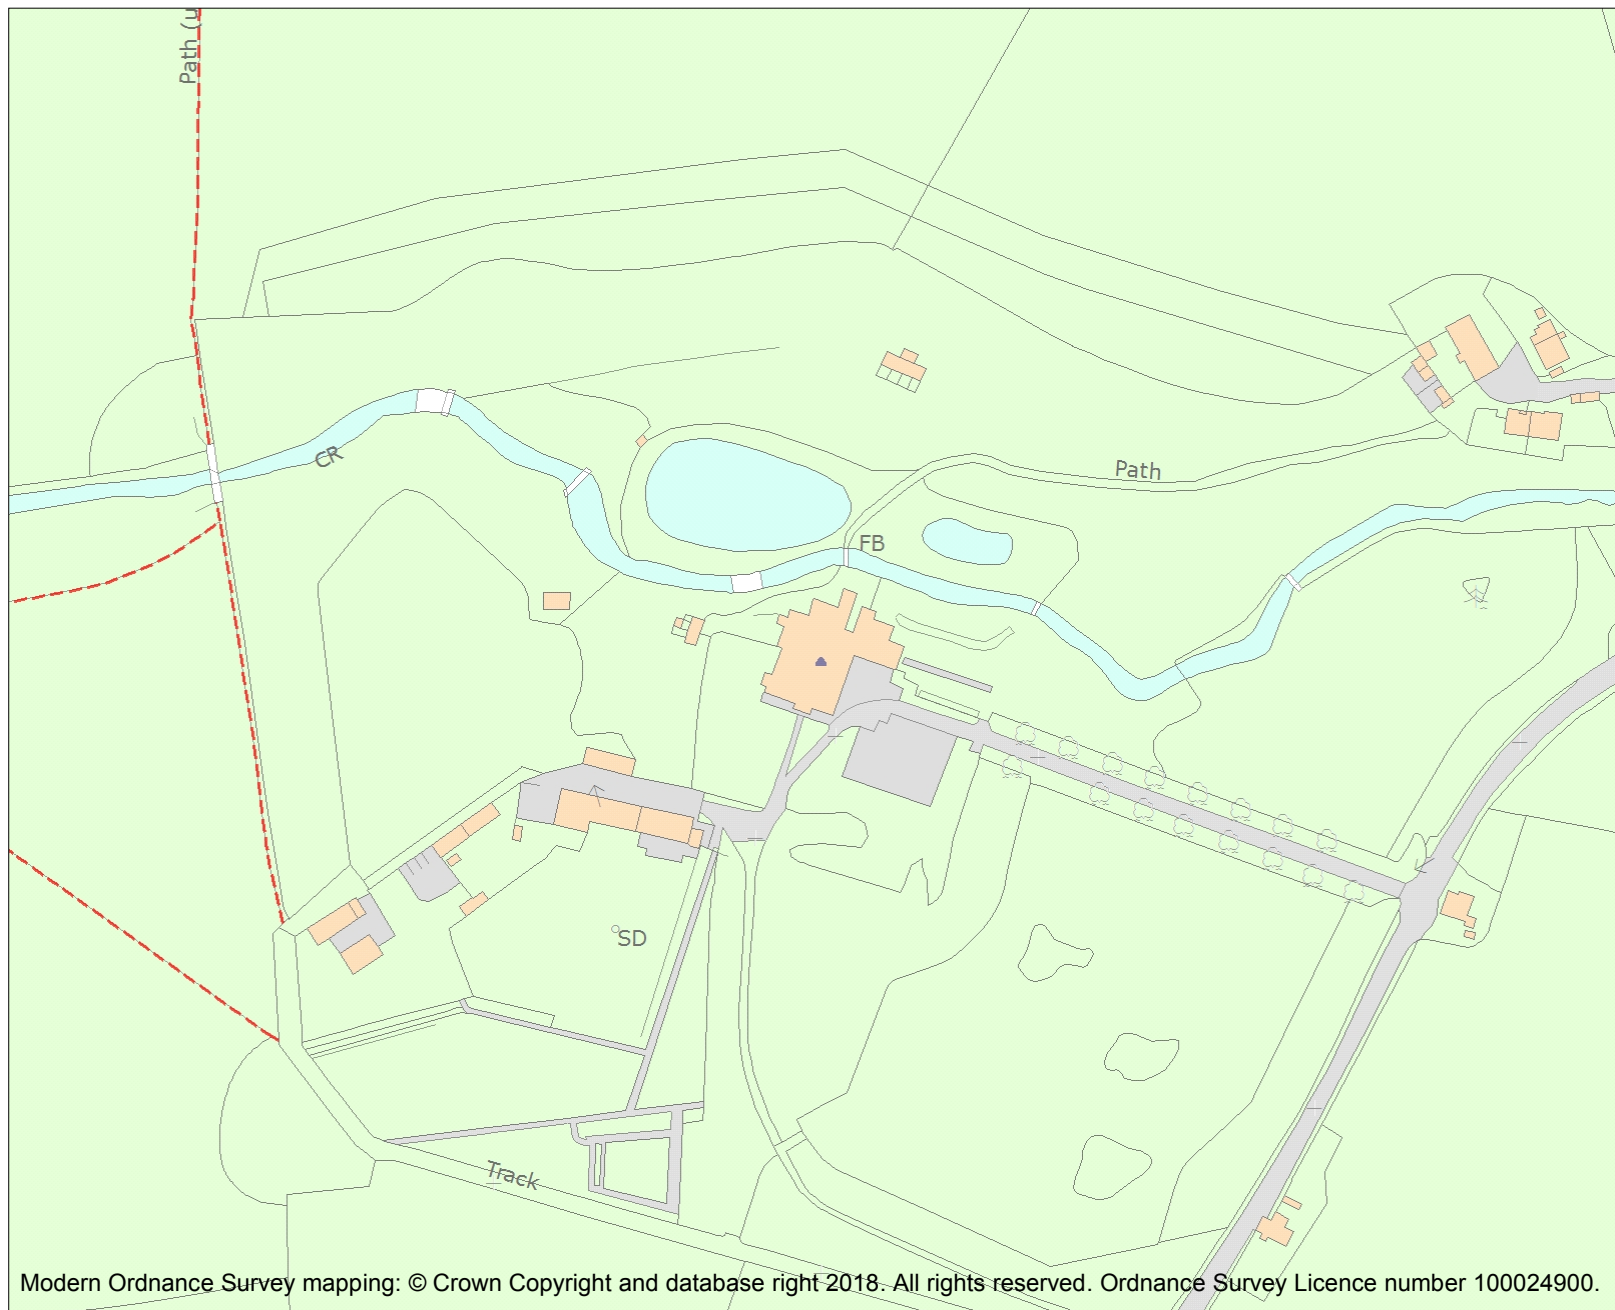 Path (u
CR
Path
FB
SD
Track
Modern Ordnance Survey mapping: © Crown Copyright and database right 2018. All rights reserved. Ordnance Survey Licence number 100024900.